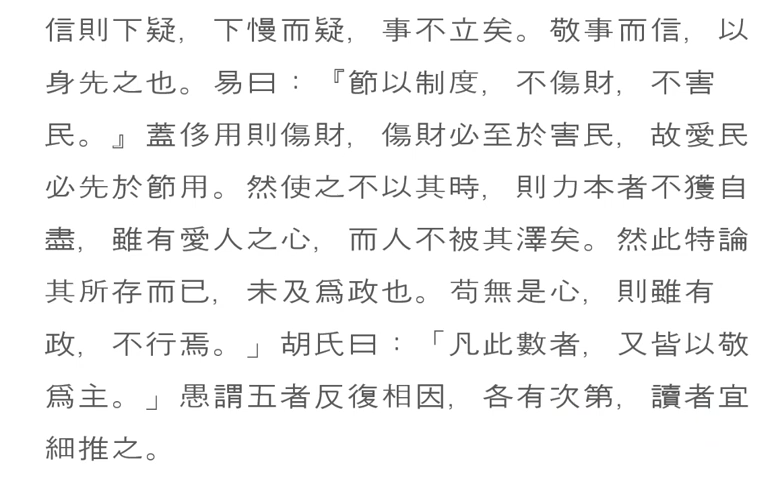 信則下疑，下慢而疑，事不立矣。敬事而信，以
身先之也。易曰：『節以制度，不傷財，不害
民。』蓋侈用則傷財，傷財必至於害民，故愛民
必先於節用。然使之不以其時，則力本者不獲自
盡，雖有愛人之心，而人不被其澤矣。然此特論
其所存而已，未及爲政也。苟無是心，則雖有
政，不行焉。」胡氏曰：「凡此數者，又皆以敬
爲主。」愚謂五者反復相因，各有次第，讀者宜
細推之。